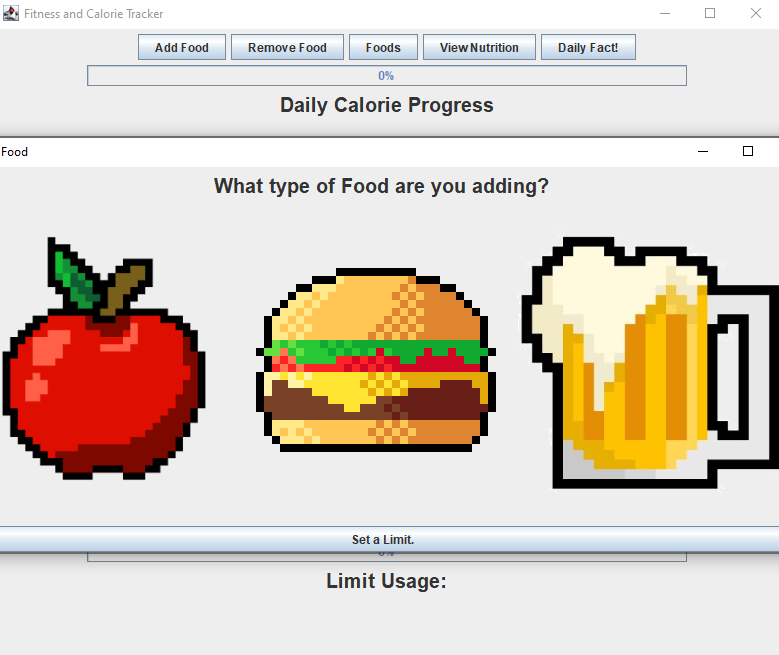 Fitness and Calorie Tracker
Add Food Remove Food Foods View Nutrition Daily Fact!
0%
Daily Calorie Progress
Food
What type of Food are you adding?
Set a Limit.
0%
Limit Usage: